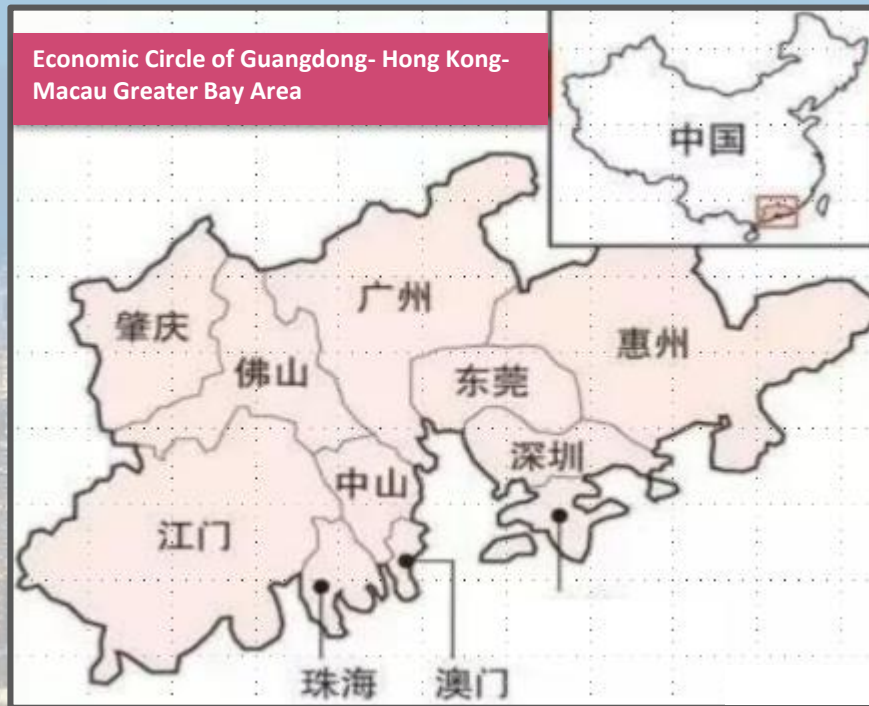 Economic Circle of Guangdong- Hong Kong-
Macau Greater Bay Area
中国
广州
肇庆
惠州
佛山
东莞
深圳
中山
江门
珠海
澳门